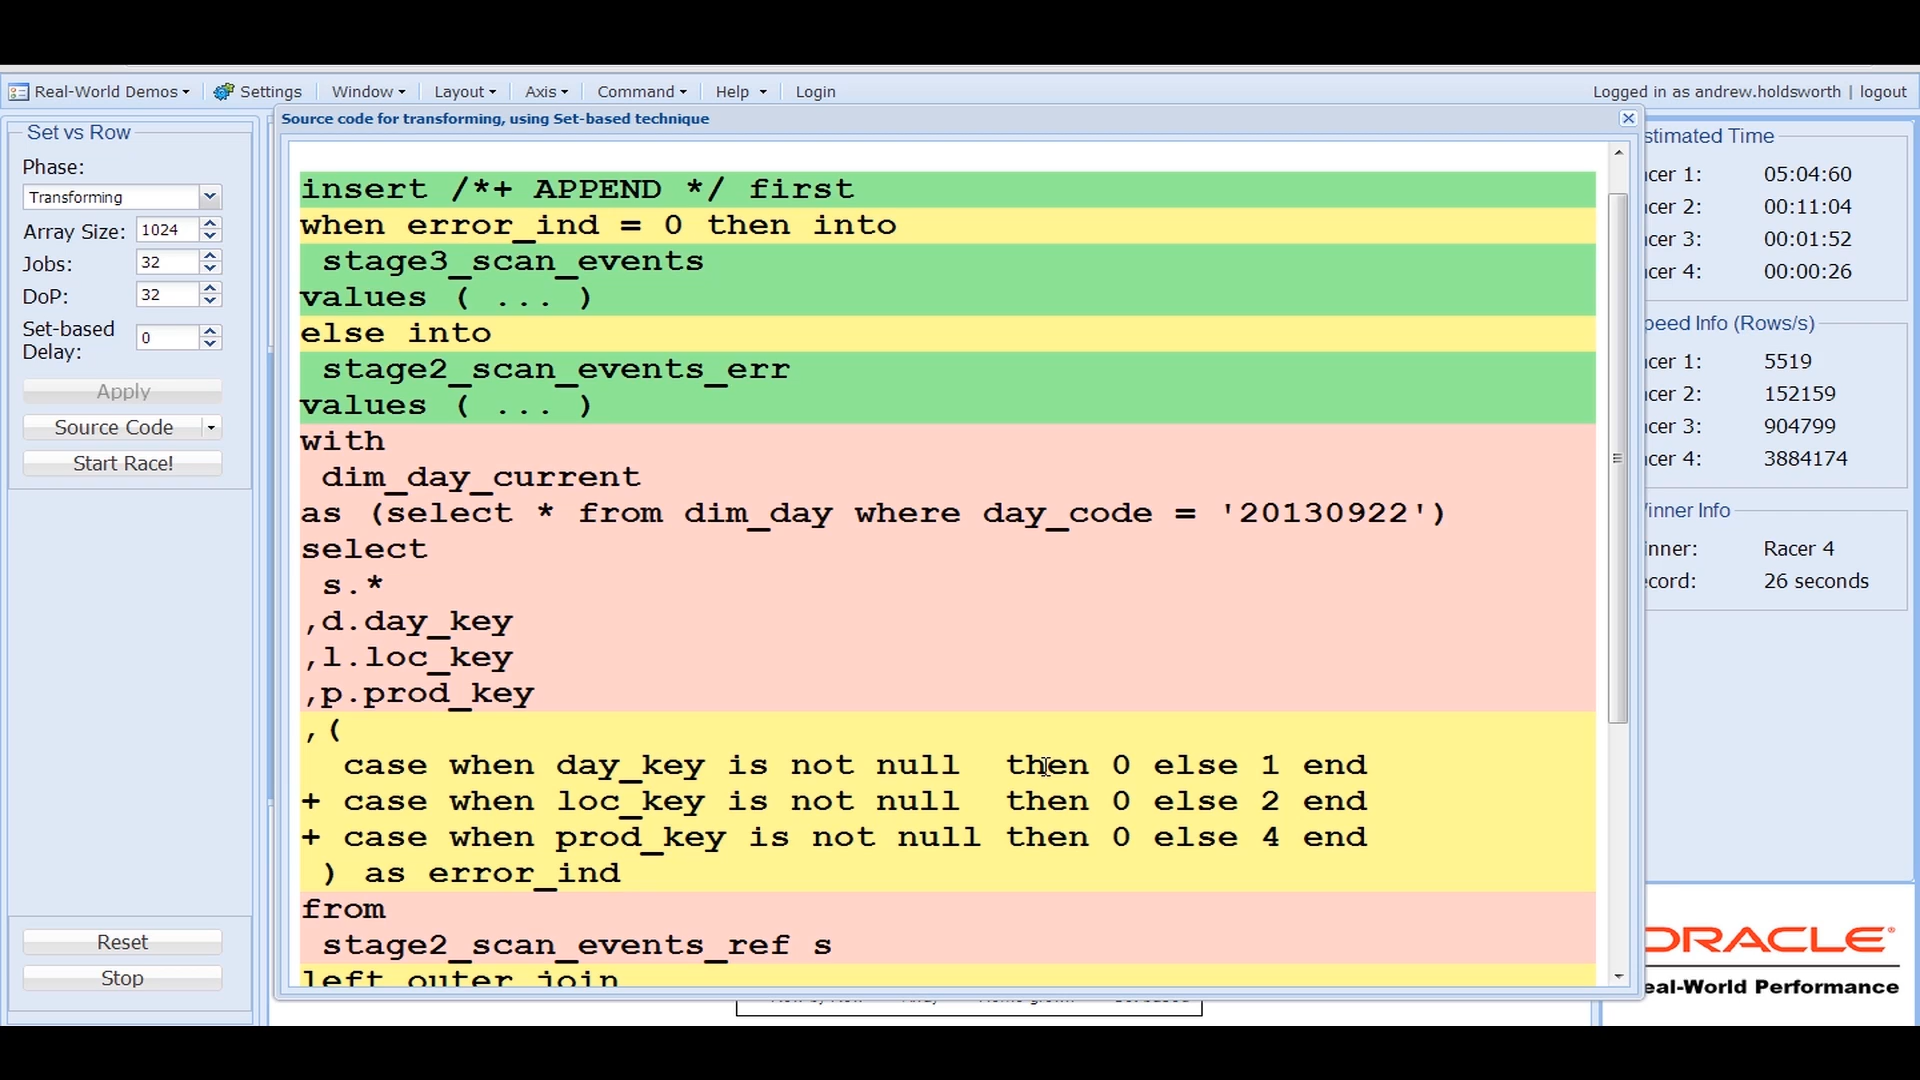 Real-World Demos Settings Window Layout Axis Command Help Login Logged in as andrew.holdsworth | logout
Set vs Row
Phase:
Transforming
Array Size: 1024
Jobs: 32
DoP: 32
Set-based
Delay: 0
Apply
Source Code
Start Race!
Reset
Stop
Source code for transforming, using Set-based technique
insert /*+ APPEND */ first
when error_ind = 0 then into
stage3_scan_events
values ( ... )
else into
stage2_scan_events_err
values ( ... )
with
dim_day_current
as (select * from dim_day where day_code = '20130922')
select
s.*
,d.day_key
,l.loc_key
,p.prod_key
,(
case when day_key is not null then 0 else 1 end
+ case when loc_key is not null then 0 else 2 end
+ case when prod_key is not null then 0 else 4 end
) as error_ind
from
stage2_scan_events_ref s
left outer join
stimated Time
cer 1: 05:04:60
cer 2: 00:11:04
cer 3: 00:01:52
cer 4: 00:00:26
peed Info (Rows/s)
cer 1: 5519
cer 2: 152159
cer 3: 904799
cer 4: 3884174
inner Info
nner: Racer 4
cord: 26 seconds
ORACLE
eal-World Performance